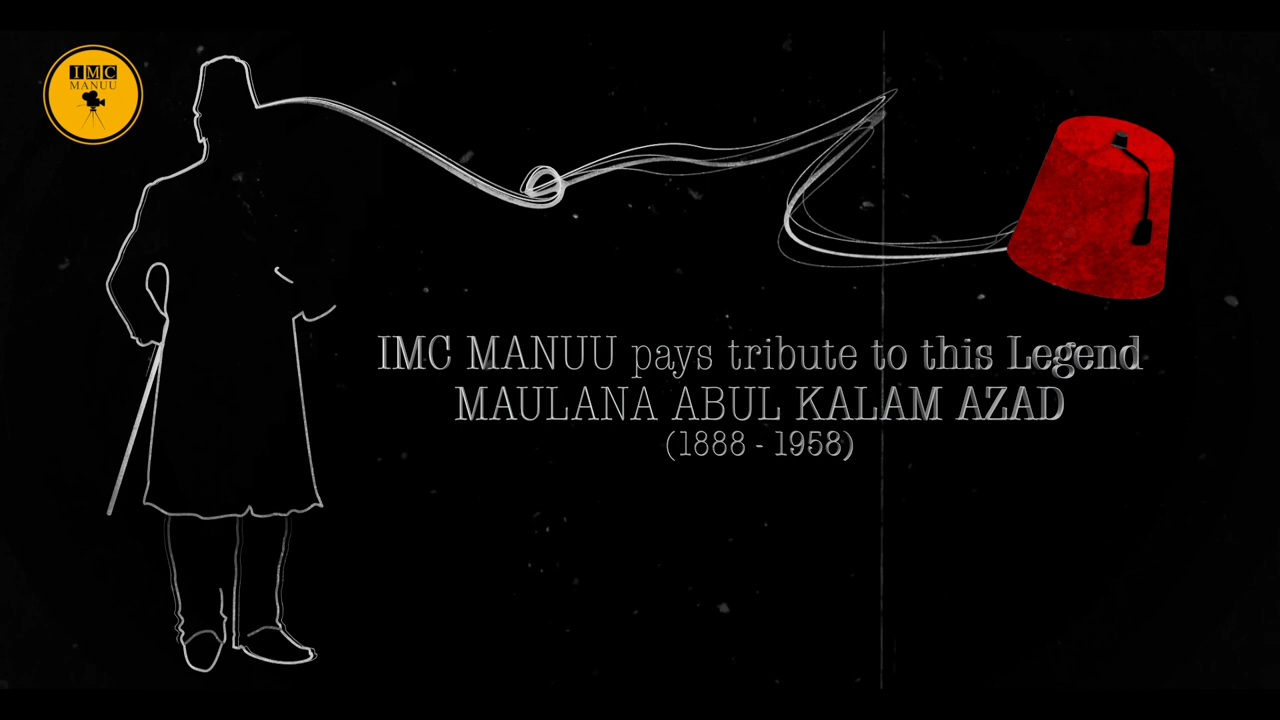 IMC
MANUU
IMC MANUU pays tribute to this Legend
MAULANA ABUL KALAM AZAD
(1888 - 1958)